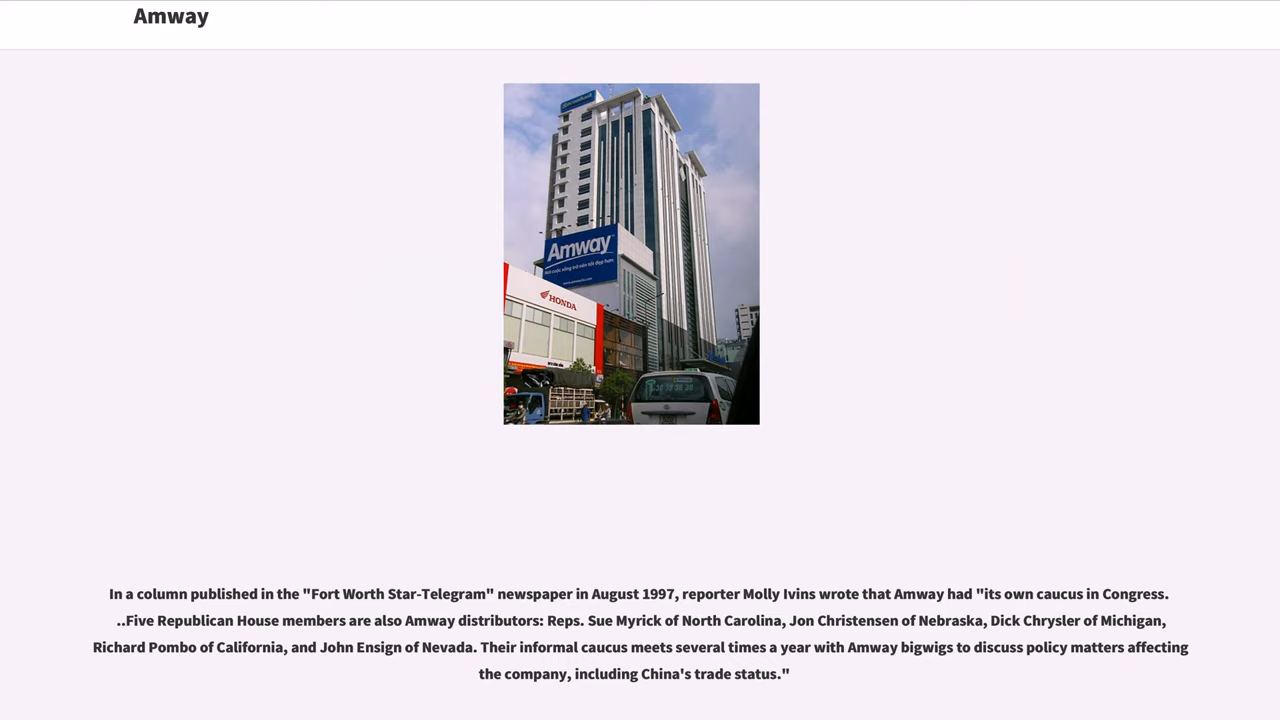 Amway
Amway
HONDA
In a column published in the "Fort Worth Star-Telegram" newspaper in August 1997, reporter Molly Ivins wrote that Amway had "its own caucus in Congress.
..Five Republican House members are also Amway distributors: Reps. Sue Myrick of North Carolina, Jon Christensen of Nebraska, Dick Chrysler of Michigan,
Richard Pombo of California, and John Ensign of Nevada. Their informal caucus meets several times a year with Amway bigwigs to discuss policy matters affecting
the company, including China's trade status."